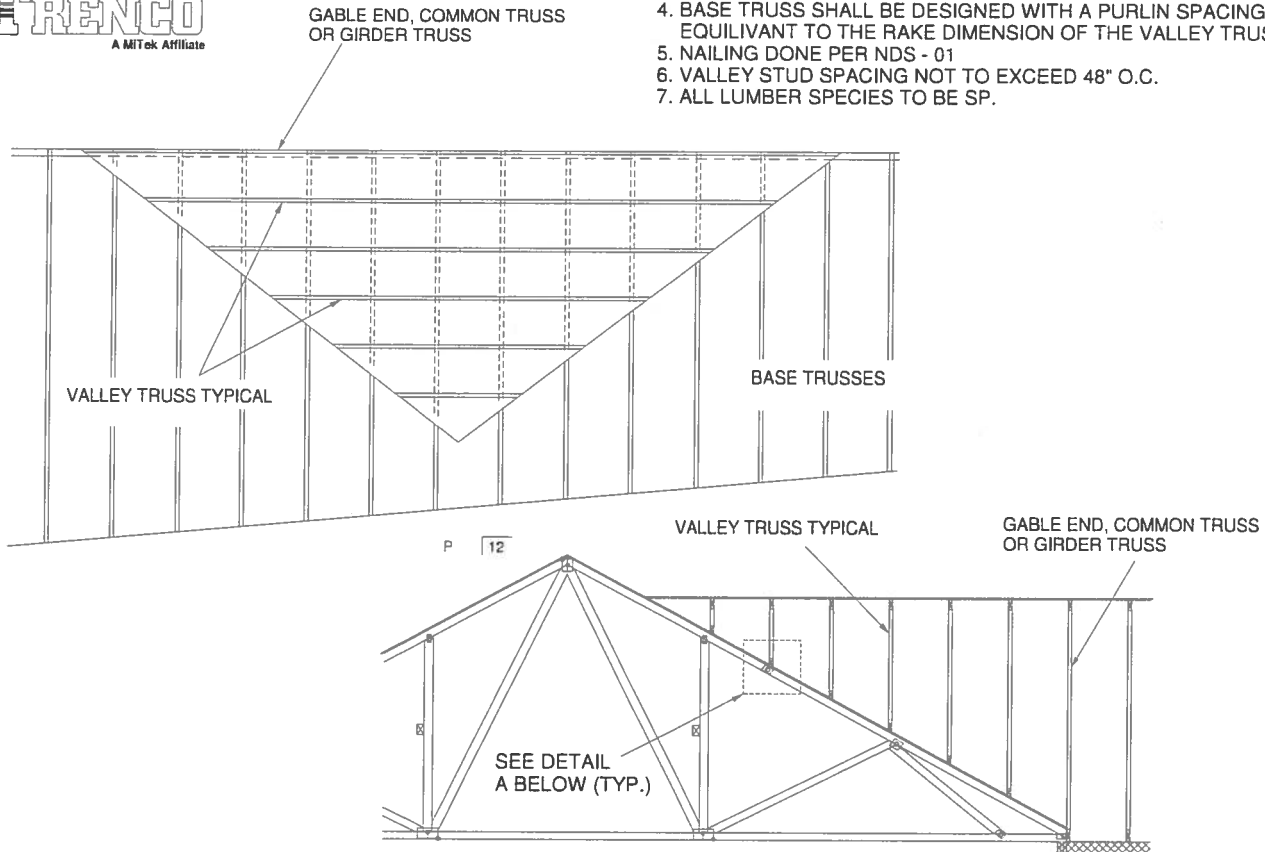 TRENCO
A MiTek Affiliate
GABLE END, COMMON TRUSS
OR GIRDER TRUSS
4. BASE TRUSS SHALL BE DESIGNED WITH A PURLIN SPACING
EQUILIVANT TO THE RAKE DIMENSION OF THE VALLEY TRUS
5. NAILING DONE PER NDS - 01
6. VALLEY STUD SPACING NOT TO EXCEED 48" O.C.
7. ALL LUMBER SPECIES TO BE SP.
VALLEY TRUSS TYPICAL
BASE TRUSSES
P 12
VALLEY TRUSS TYPICAL
GABLE END, COMMON TRUSS
OR GIRDER TRUSS
SEE DETAIL
A BELOW (TYP.)